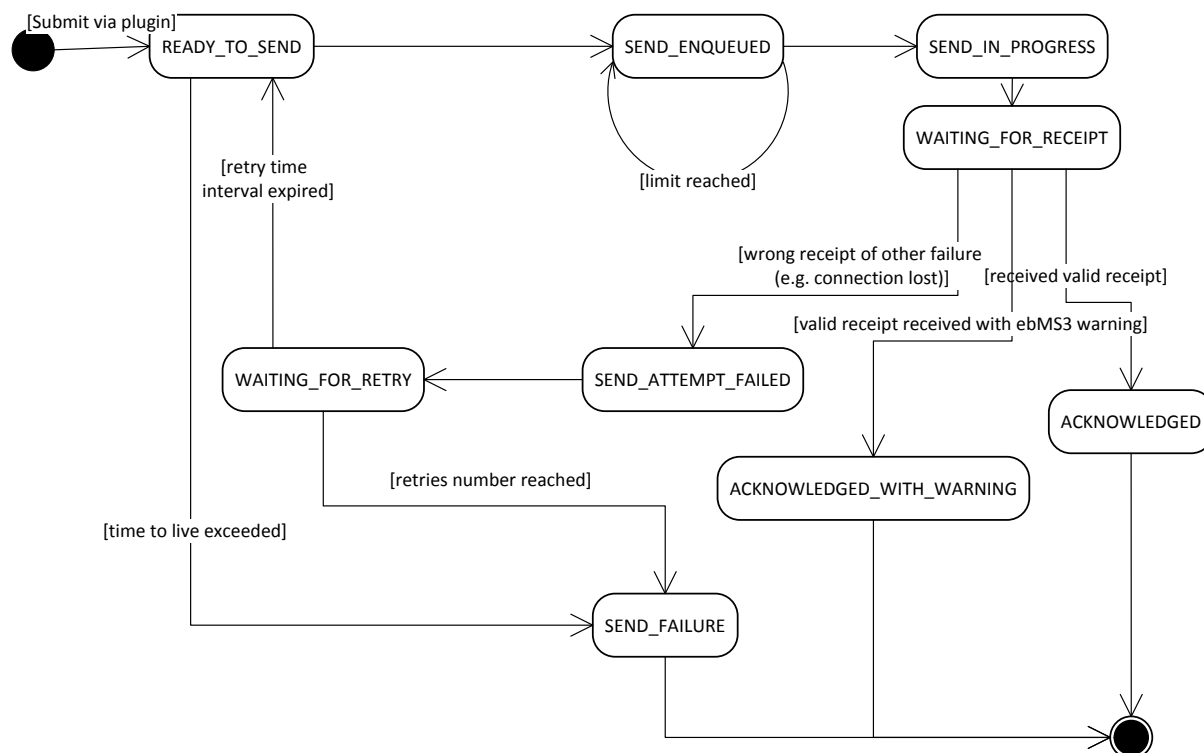 [Submit via plugin]
READY_TO_SEND
SEND_ENQUEUED
SEND_IN_PROGRESS
WAITING_FOR_RECEIPT
[retry time
interval expired]
[limit reached]
[wrong receipt of other failure
(e.g. connection lost)]
[received valid receipt]
[valid receipt received with ebMS3 warning]
WAITING_FOR_RETRY
SEND_ATTEMPT_FAILED
ACKNOWLEDGED
[retries number reached]
ACKNOWLEDGED_WITH_WARNING
[time to live exceeded]
SEND_FAILURE